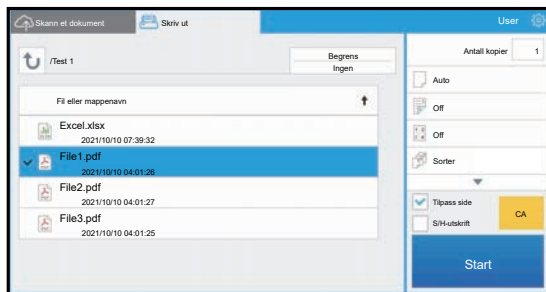 Skann et dokument
Skriv ut
User
/Test 1
Begrens
Ingen
Antall kopier 1
Fil eller mappenavn
Excel.xlsx
2021/10/10 07:39:32
File1.pdf
2021/10/10 04:01:26
File2.pdf
2021/10/10 04:01:27
File3.pdf
2021/10/10 04:01:25
Auto
Off
Off
Sorter
Tilpass side
S/H-utskrift
CA
Start